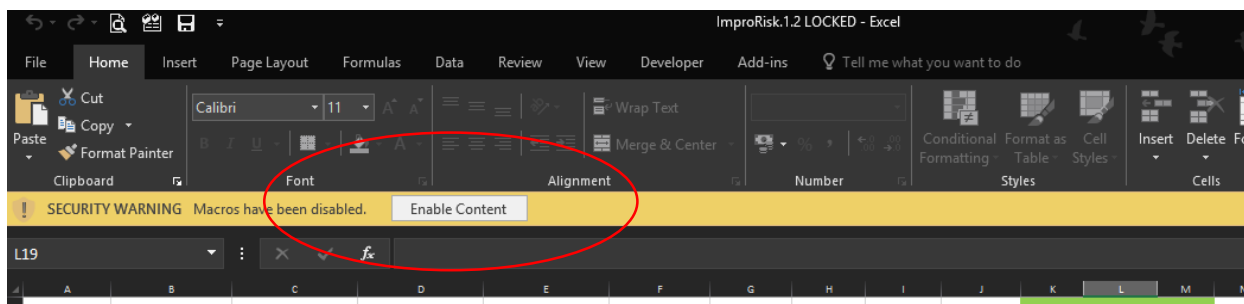 ImproRisk.1.2 LOCKED - Excel
File Home Insert Page Layout Formulas Data Review View Developer Add-ins Tell me what you want to do
Cut
Calibri 11 A A Wrap Text
Copy
Paste
Format Painter
B I U A Merge & Center % ,
Conditional Format as Cell Insert Delete
Formatting Table Styles
Clipboard Font Alignment Number Styles Cells
SECURITY WARNING Macros have been disabled. Enable Content
L19 fx
A B C D E F G H I J K L M